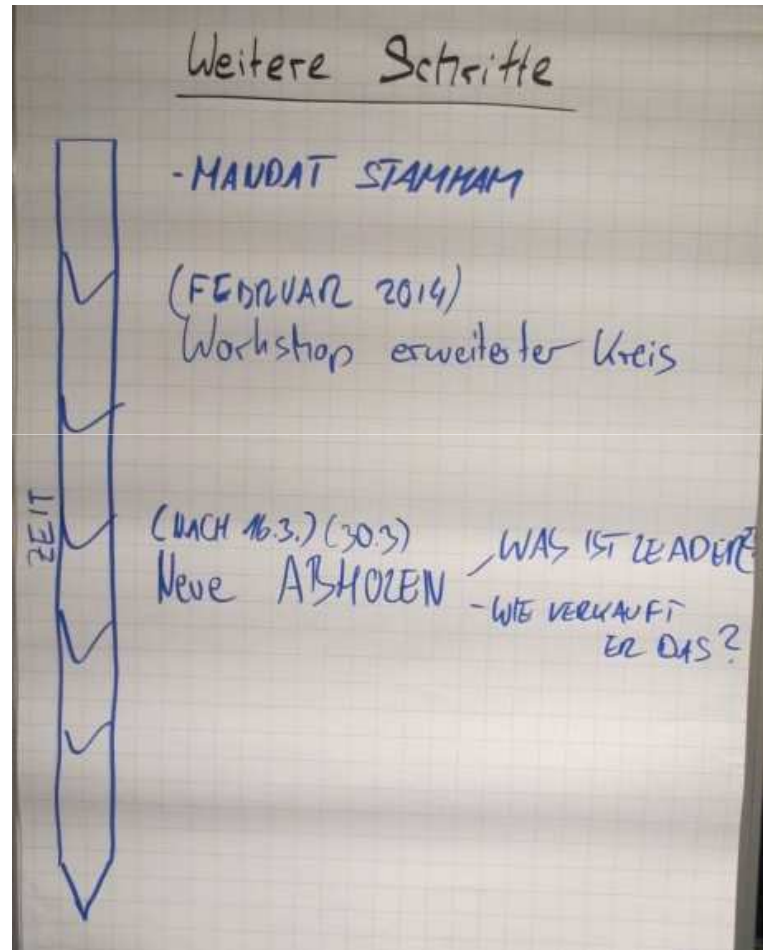 Weitere Schritte
- MANDAT STAMHAM
(FEBRUAR 2014)
Workshop erweiterter Kreis
ZEIT
(NACH 16.3.) (30.3)
Neue ABHOLEN
WAS IST LEADER?
- WIE VERKAUFT
ER DAS?